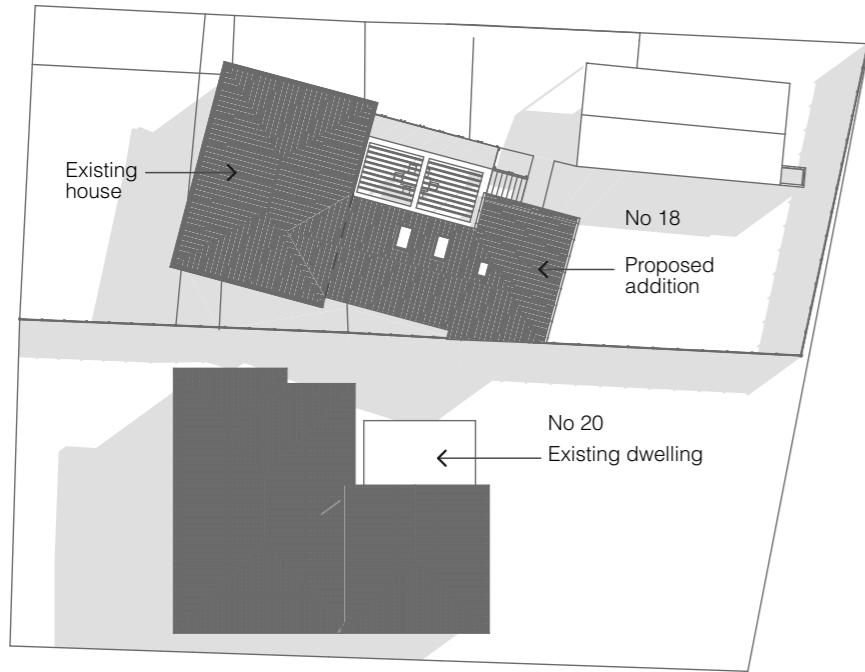 Existing
house
No 18
Proposed
addition
No 20
Existing dwelling